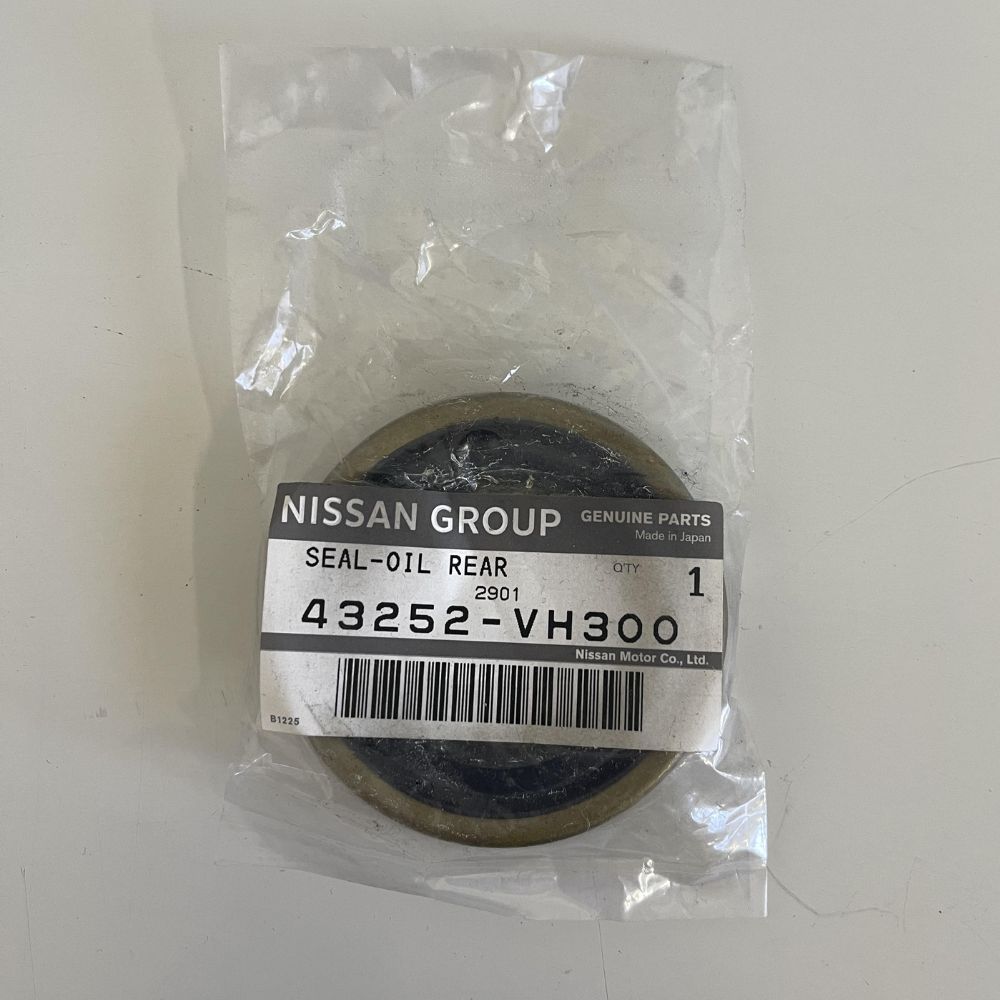 NISSAN GROUP GENUINE PARTS
Made in Japan
SEAL-OIL REAR Q'TY 1
2901
43252-VH300
Nissan Motor Co., Ltd.
B1225